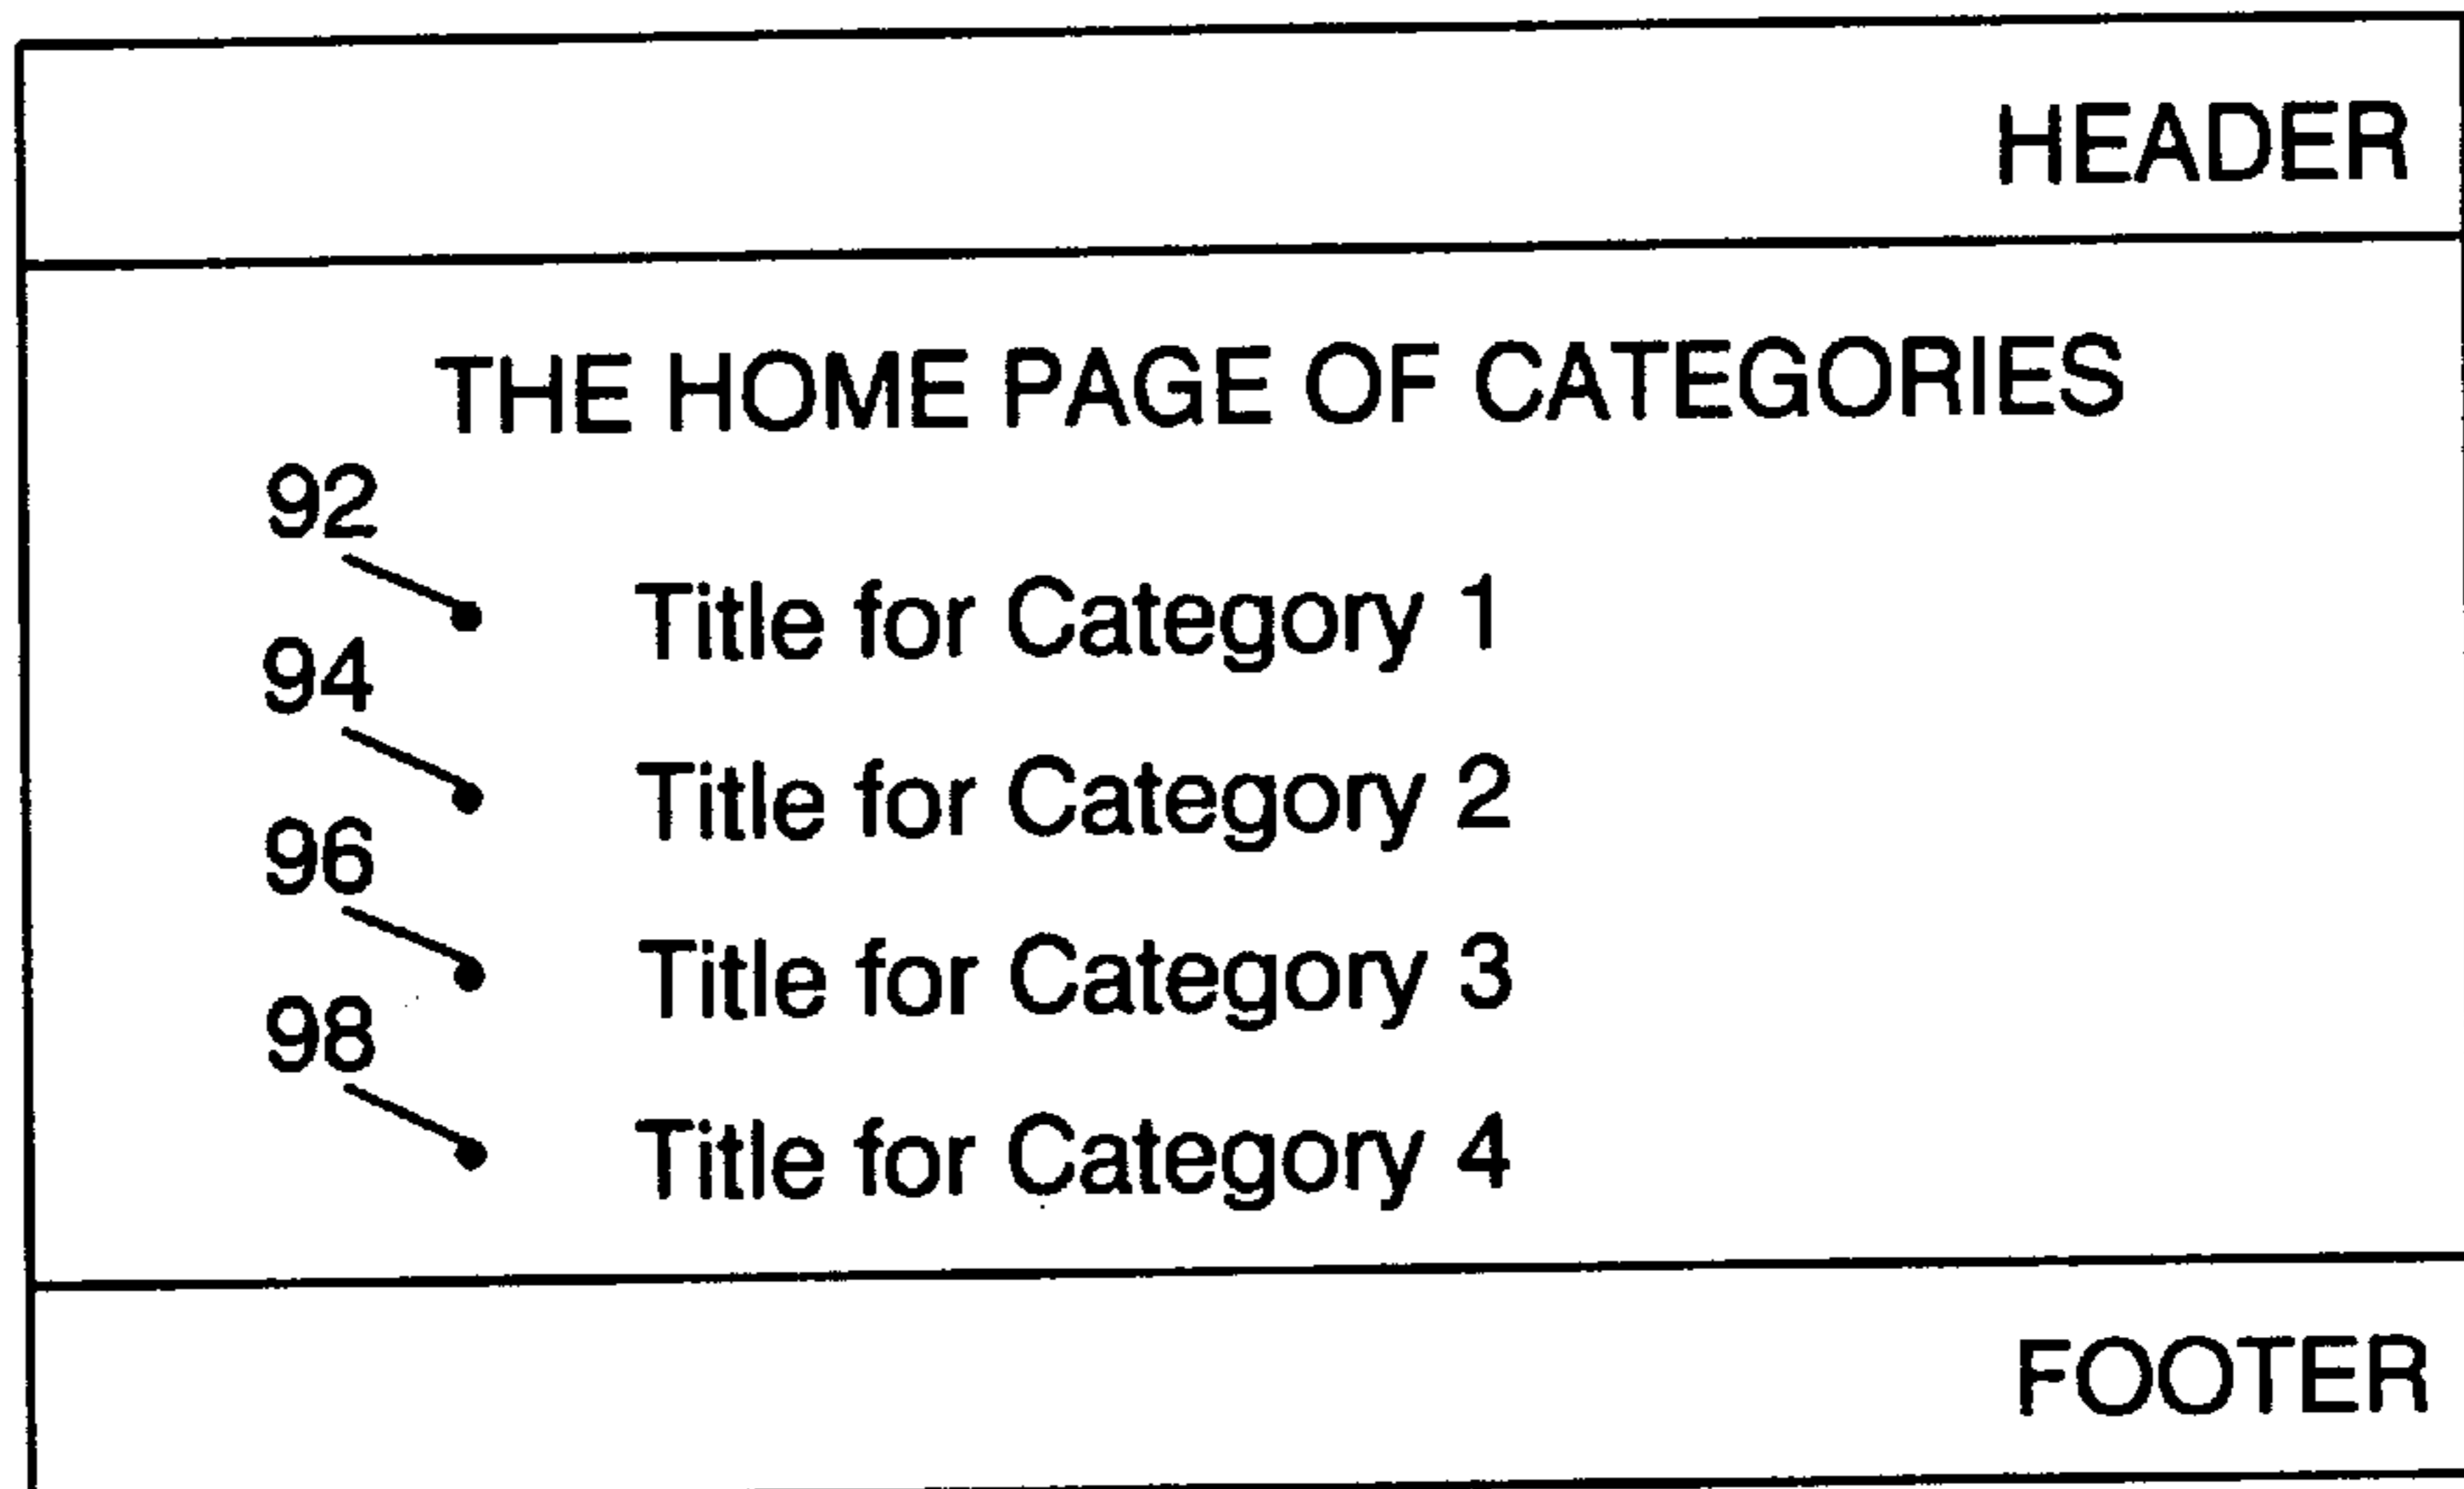 HEADER
THE HOME PAGE OF CATEGORIES
92
Title for Category 1
94
Title for Category 2
96
Title for Category 3
98
Title for Category 4
FOOTER